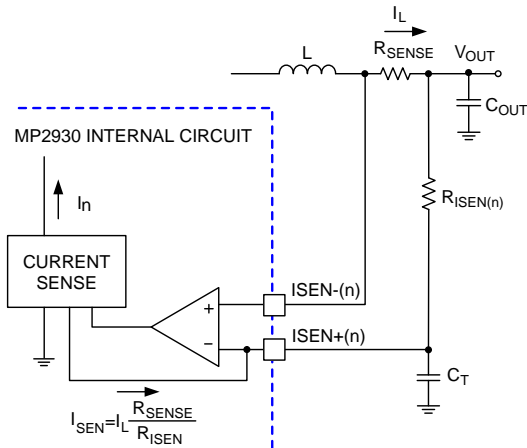 I_L
L
R_SENSE
V_OUT
C_OUT
MP2930 INTERNAL CIRCUIT
I_n
R_ISEN(n)
CURRENT
SENSE
+
ISEN-(n)
−
ISEN+(n)
C_T
I_SEN=I_L R_SENSE/R_ISEN